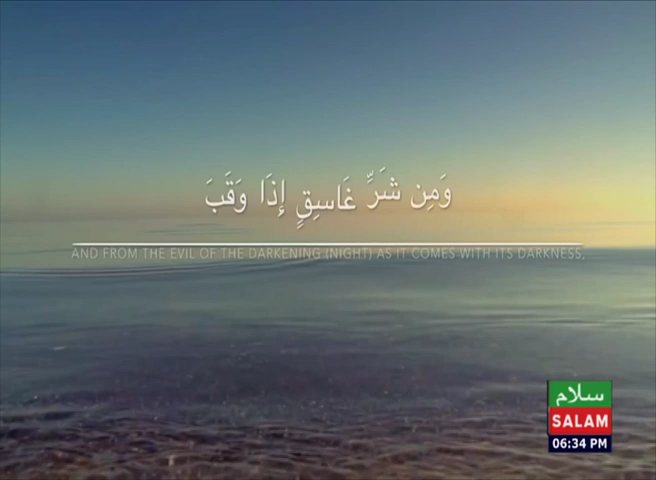 وَمِن شَرِّ غَاسِقٍ إِذَا وَقَبَ
AND FROM THE EVIL OF THE DARKENING (NIGHT) AS IT COMES WITH ITS DARKNESS,
سلام
SALAM
06:34 PM